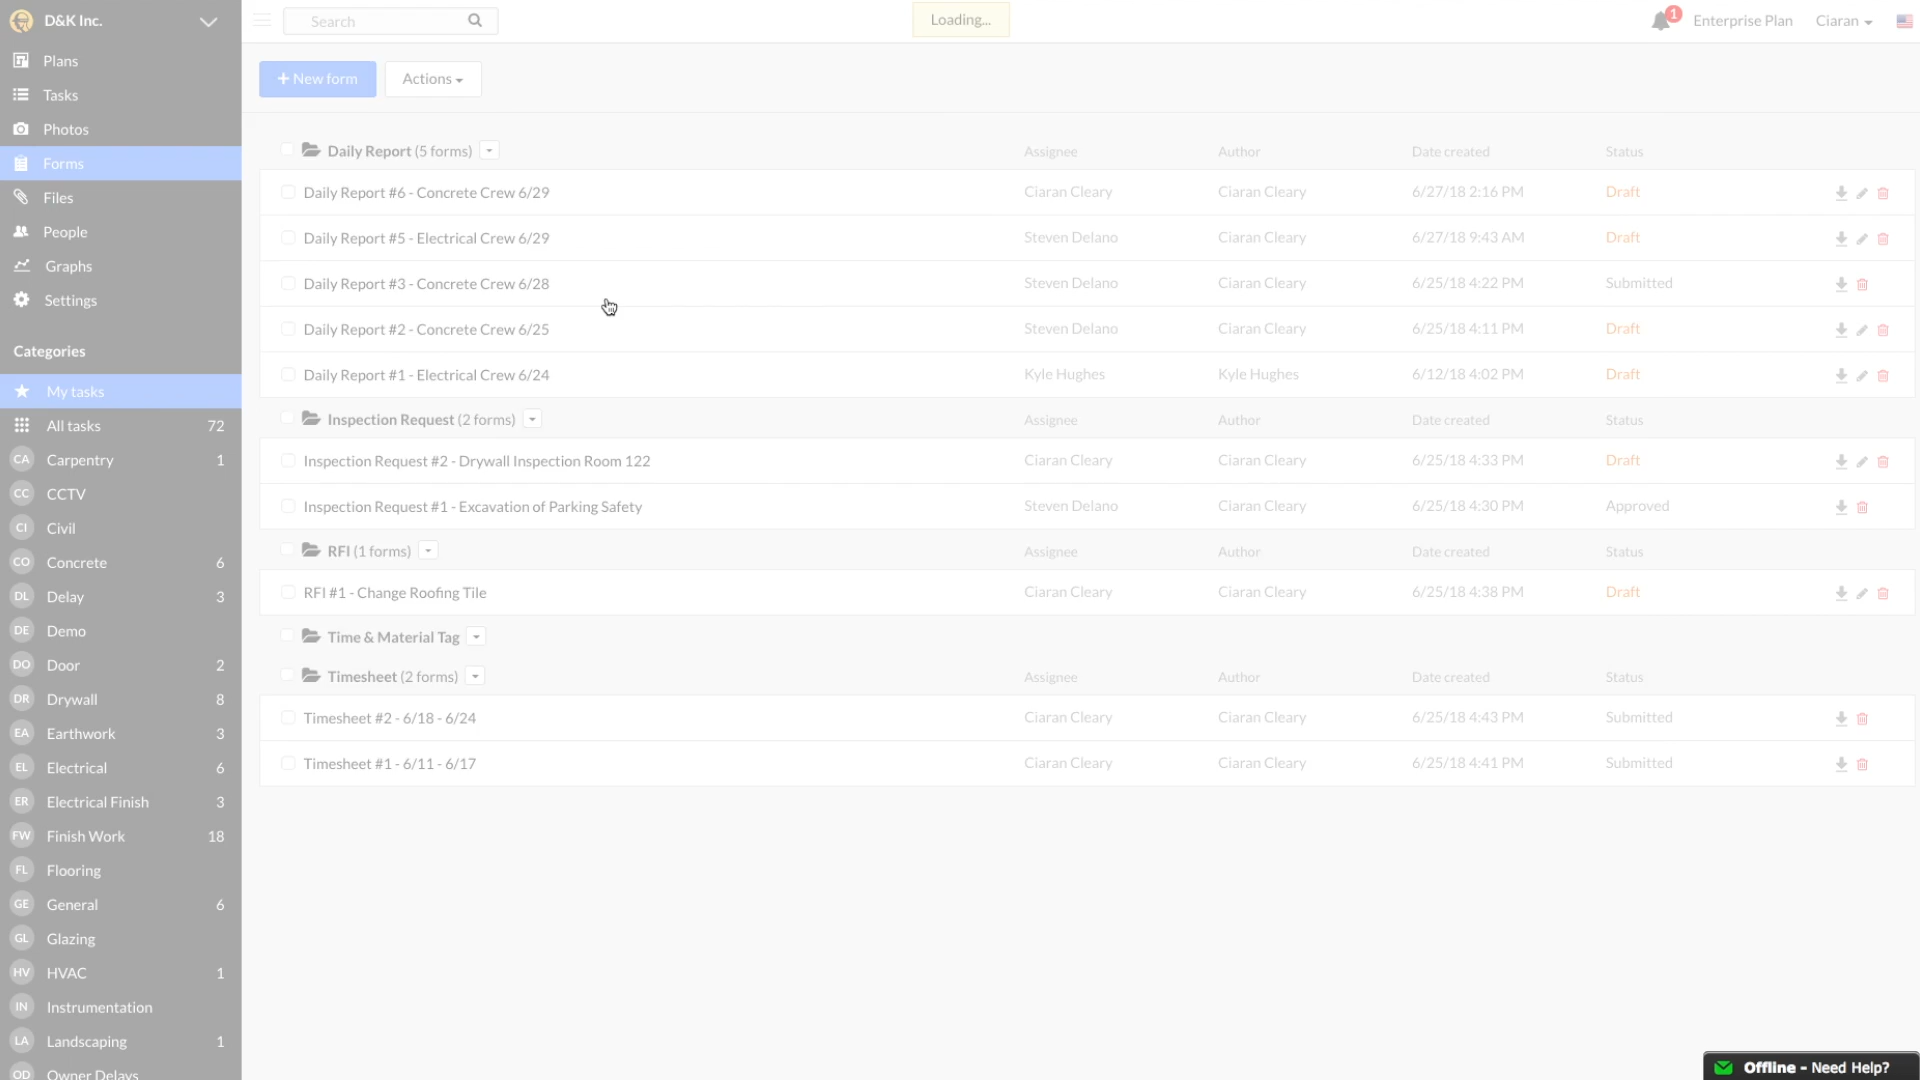 D&K Inc.
Search
Loading...
1
Enterprise Plan
Ciaran
Plans
Tasks
Photos
Forms
Files
People
Graphs
Settings
Categories
My tasks
All tasks 72
CA Carpentry 1
CC CCTV
CI Civil
CO Concrete 6
DL Delay 3
DE Demo
DO Door 2
DR Drywall 8
EA Earthwork 3
EL Electrical 6
ER Electrical Finish 3
FW Finish Work 18
FL Flooring
GE General 6
GL Glazing
HV HVAC 1
IN Instrumentation
LA Landscaping 1
OD Owner Delays
+ New form
Actions
Daily Report (5 forms) Assignee Author Date created Status
Daily Report #6 - Concrete Crew 6/29 Ciaran Cleary Ciaran Cleary 6/27/18 2:16 PM Draft
Daily Report #5 - Electrical Crew 6/29 Steven Delano Ciaran Cleary 6/27/18 9:43 AM Draft
Daily Report #3 - Concrete Crew 6/28 Steven Delano Ciaran Cleary 6/25/18 4:22 PM Submitted
Daily Report #2 - Concrete Crew 6/25 Steven Delano Ciaran Cleary 6/25/18 4:11 PM Draft
Daily Report #1 - Electrical Crew 6/24 Kyle Hughes Kyle Hughes 6/12/18 4:02 PM Draft
Inspection Request (2 forms) Assignee Author Date created Status
Inspection Request #2 - Drywall Inspection Room 122 Ciaran Cleary Ciaran Cleary 6/25/18 4:33 PM Draft
Inspection Request #1 - Excavation of Parking Safety Steven Delano Ciaran Cleary 6/25/18 4:30 PM Approved
RFI (1 forms) Assignee Author Date created Status
RFI #1 - Change Roofing Tile Ciaran Cleary Ciaran Cleary 6/25/18 4:38 PM Draft
Time & Material Tag
Timesheet (2 forms) Assignee Author Date created Status
Timesheet #2 - 6/18 - 6/24 Ciaran Cleary Ciaran Cleary 6/25/18 4:43 PM Submitted
Timesheet #1 - 6/11 - 6/17 Ciaran Cleary Ciaran Cleary 6/25/18 4:41 PM Submitted
Offline - Need Help?